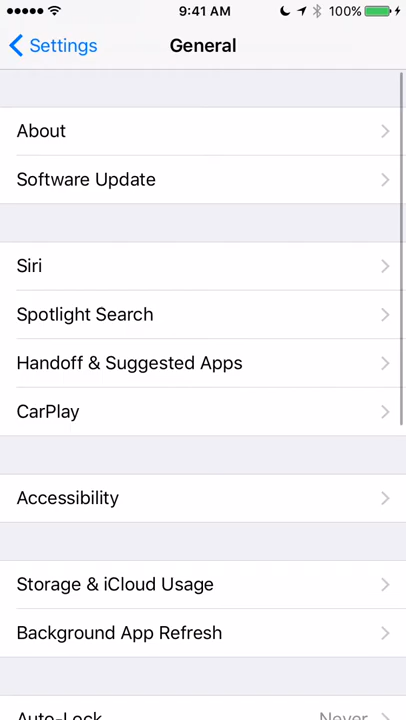 9:41 AM 100%
Settings General
About
Software Update
Siri
Spotlight Search
Handoff & Suggested Apps
CarPlay
Accessibility
Storage & iCloud Usage
Background App Refresh
Auto-Lock Never